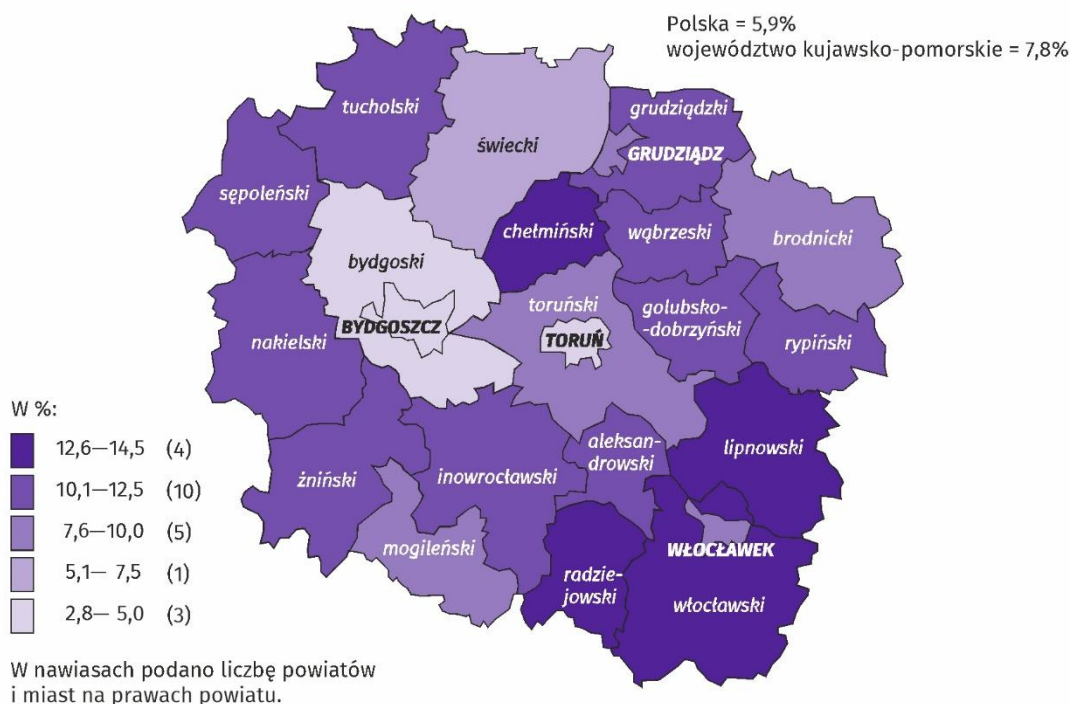 Polska = 5,9%
województwo kujawsko-pomorskie = 7,8%
tucholski
grudziądzki
świecki
GRUDZIĄDZ
sępoleński
chełmiński
wąbrzeski
brodnicki
bydgoski
toruński
golubsko-
-dobrzyński
BYDGOSZCZ
TORUŃ
nakielski
rypiński
aleksan-
drowski
lipnowski
żniński
inowrocławski
mogileński
WŁOCŁAWEK
radzie-
jowski
włocławski
W %:
12,6—14,5 (4)
10,1—12,5 (10)
7,6—10,0 (5)
5,1— 7,5 (1)
2,8— 5,0 (3)
W nawiasach podano liczbę powiatów
i miast na prawach powiatu.